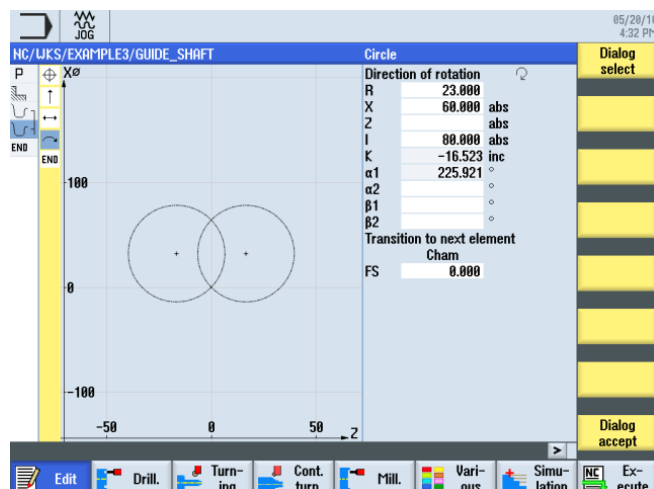 JOG
05/20/1
4:32 PM
NC/WKS/EXAMPLE3/GUIDE_SHAFT
Circle
Dialog
select
P
END
END
XØ
100
0
-100
-50 0 50 Z
Direction of rotation
R 23.000
X 60.000 abs
Z abs
I 80.000 abs
K -16.523 inc
α1 225.921 °
α2 °
β1 °
β2 °
Transition to next element
Cham
FS 0.000
Dialog
accept
>
Edit
Drill.
Turn-
ing
Cont.
turn
Mill.
Vari-
ous
Simu-
lation
NC
Ex-
ecute